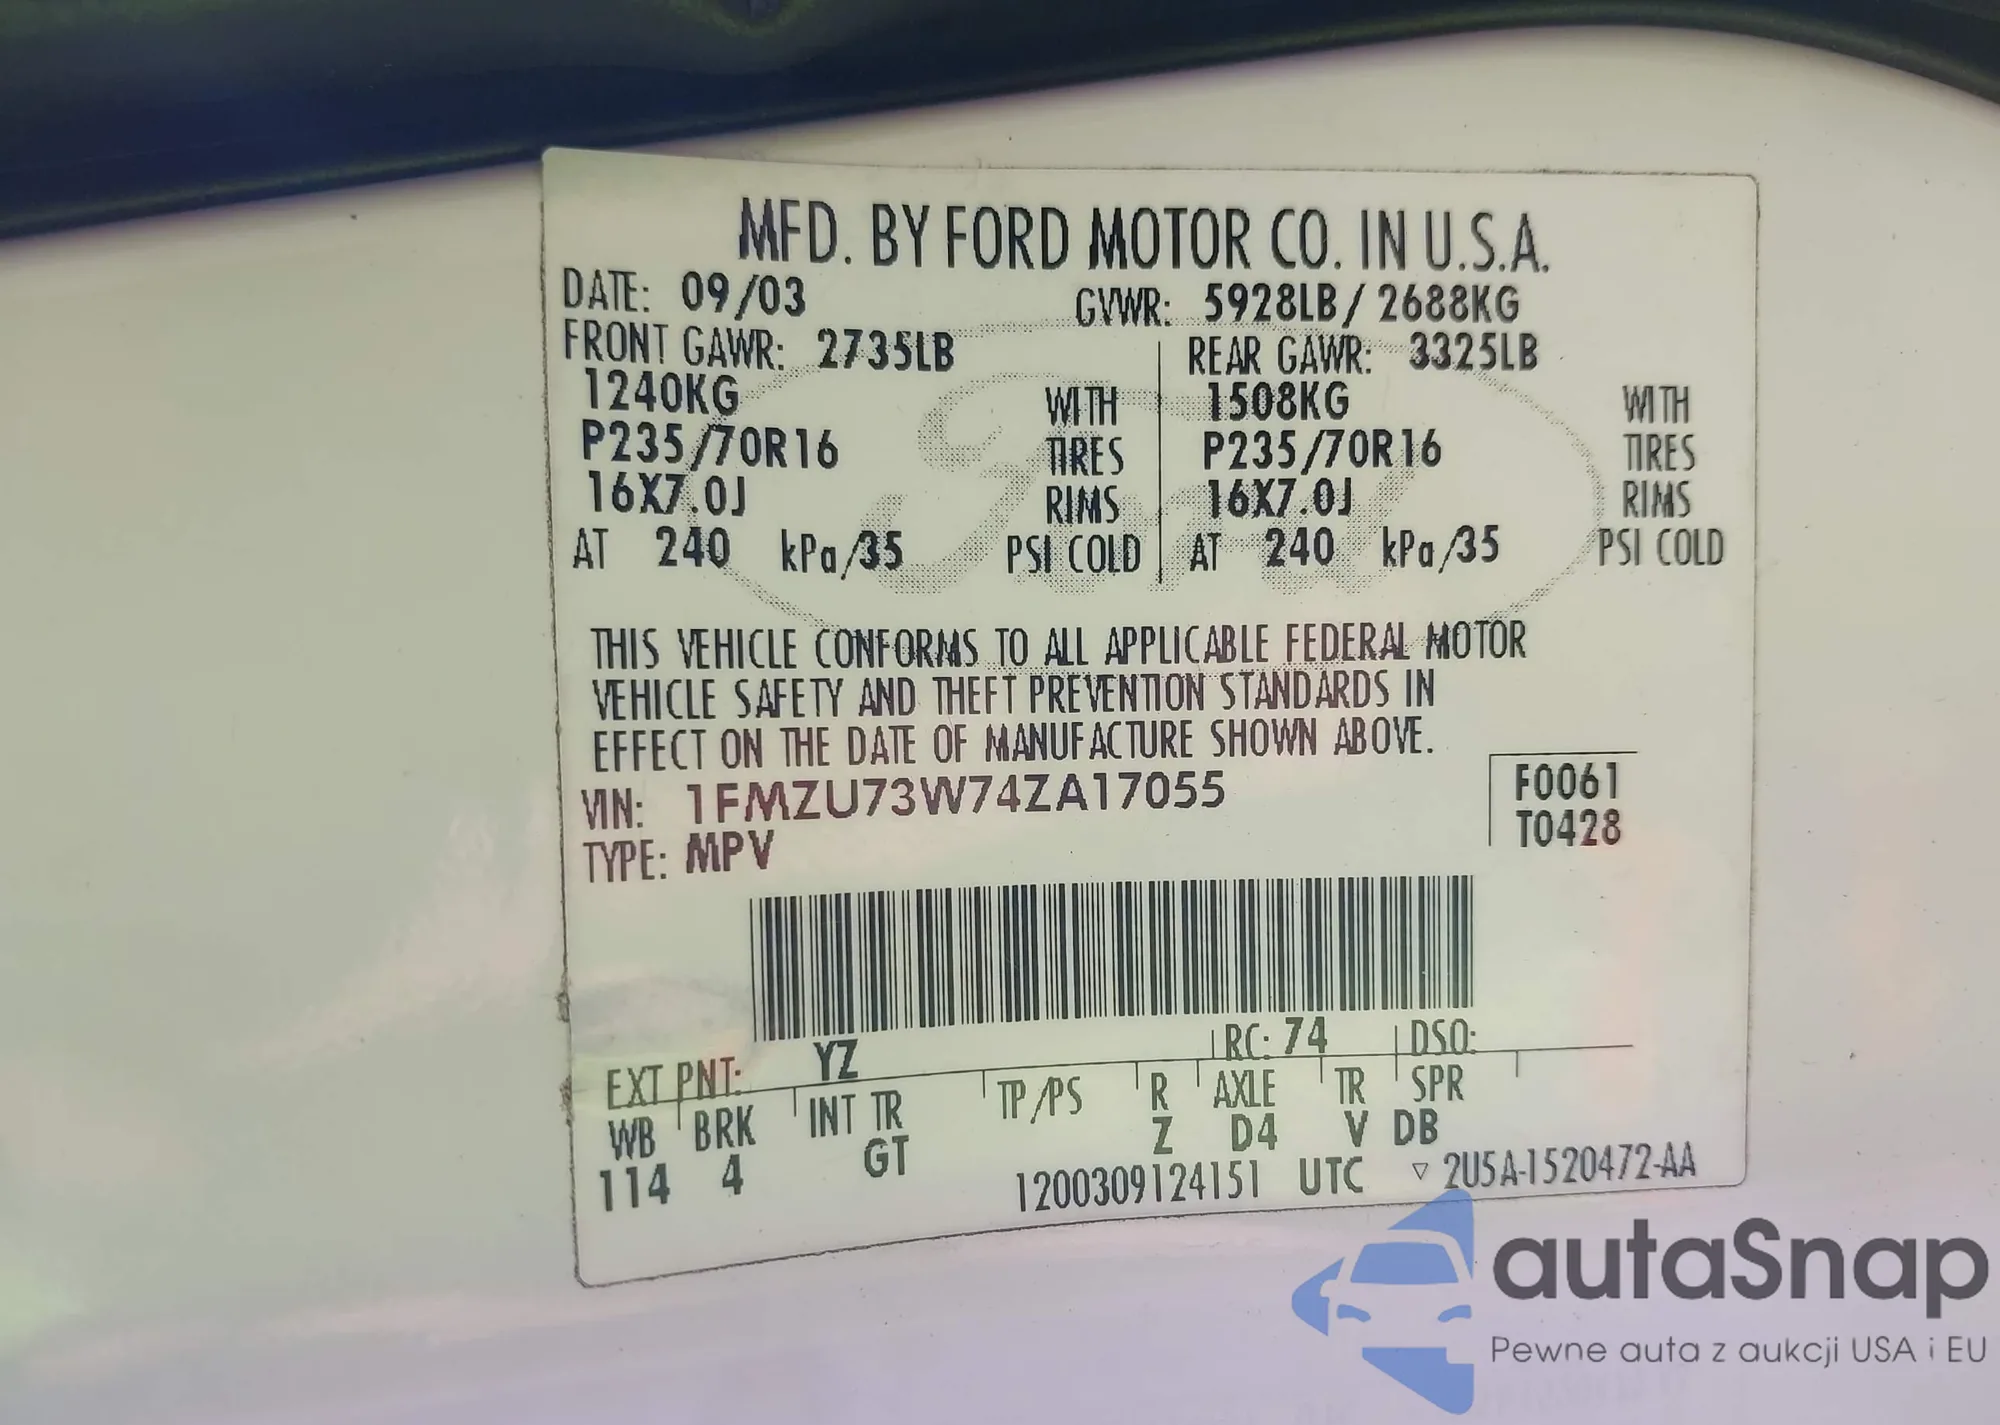 MFD. BY FORD MOTOR CO. IN U.S.A.
DATE: 09/03 GVWR: 5928LB / 2688KG
FRONT GAWR: 2735LB REAR GAWR: 3325LB
1240KG WITH 1508KG WITH
P235/70R16 TIRES P235/70R16 TIRES
16X7.0J RIMS 16X7.0J RIMS
AT 240 kPa/35 PSI COLD AT 240 kPa/35 PSI COLD
Ford
THIS VEHICLE CONFORMS TO ALL APPLICABLE FEDERAL MOTOR
VEHICLE SAFETY AND THEFT PREVENTION STANDARDS IN
EFFECT ON THE DATE OF MANUFACTURE SHOWN ABOVE.
VIN: 1FMZU73W74ZA17055 F0061
TYPE: MPV T0428
EXT PNT: YZ RC: 74 DSO:
WB BRK INT TR TP/PS R AXLE TR SPR
114 4 GT Z D4 V DB
1200309124151 UTC ▽ 2U5A-1520472-AA
autaSnap
Pewne auta z aukcji USA i EU